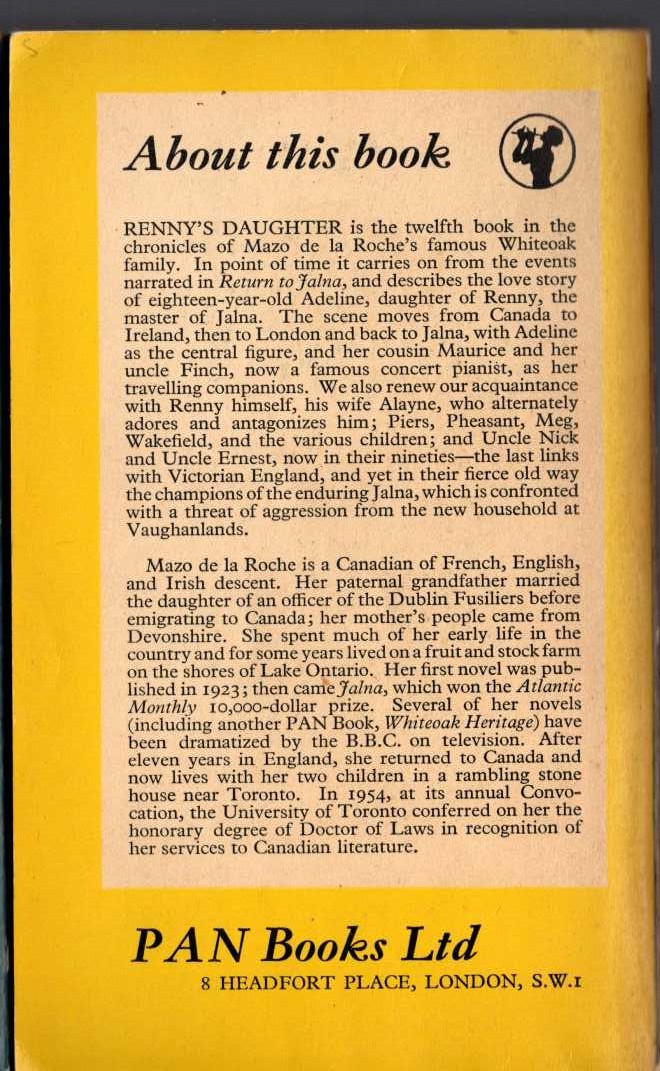 About this book
RENNY'S DAUGHTER is the twelfth book in the
chronicles of Mazo de la Roche's famous Whiteoak
family. In point of time it carries on from the events
narrated in Return to Jalna, and describes the love story
of eighteen-year-old Adeline, daughter of Renny, the
master of Jalna. The scene moves from Canada to
Ireland, then to London and back to Jalna, with Adeline
as the central figure, and her cousin Maurice and her
uncle Finch, now a famous concert pianist, as her
travelling companions. We also renew our acquaintance
with Renny himself, his wife Alayne, who alternately
adores and antagonizes him; Piers, Pheasant, Meg,
Wakefield, and the various children; and Uncle Nick
and Uncle Ernest, now in their nineties—the last links
with Victorian England, and yet in their fierce old way
the champions of the enduring Jalna, which is confronted
with a threat of aggression from the new household at
Vaughanlands.
Mazo de la Roche is a Canadian of French, English,
and Irish descent. Her paternal grandfather married
the daughter of an officer of the Dublin Fusiliers before
emigrating to Canada; her mother's people came from
Devonshire. She spent much of her early life in the
country and for some years lived on a fruit and stock farm
on the shores of Lake Ontario. Her first novel was pub-
lished in 1923; then came Jalna, which won the Atlantic
Monthly 10,000-dollar prize. Several of her novels
(including another PAN Book, Whiteoak Heritage) have
been dramatized by the B.B.C. on television. After
eleven years in England, she returned to Canada and
now lives with her two children in a rambling stone
house near Toronto. In 1954, at its annual Convo-
cation, the University of Toronto conferred on her the
honorary degree of Doctor of Laws in recognition of
her services to Canadian literature.
PAN Books Ltd
8 HEADFORT PLACE, LONDON, S.W.1